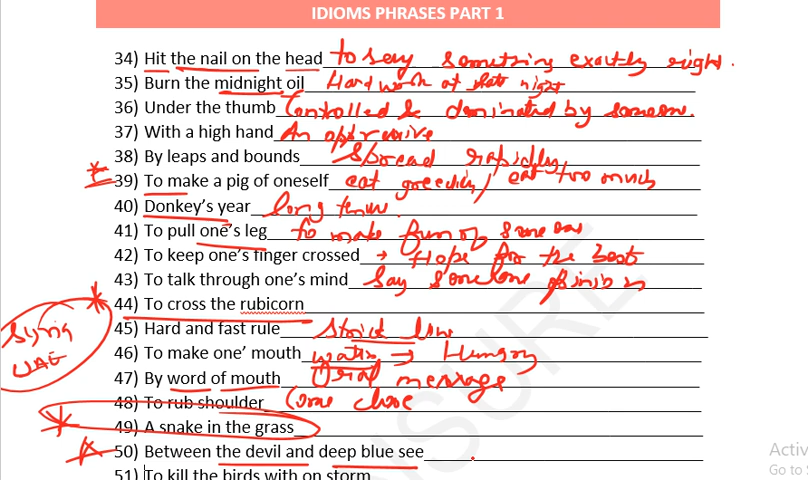 IDIOMS PHRASES PART 1
34) Hit the nail on the head to say something exactly right.
35) Burn the midnight oil Hard work at late night
36) Under the thumb Controlled & dominated by someone.
37) With a high hand An oppressive
38) By leaps and bounds Spread rapidly
39) To make a pig of oneself eat greedily/ eat too much
40) Donkey's year long time.
41) To pull one's leg to make fun of someone
42) To keep one's finger crossed → Hope for the best
43) To talk through one's mind Say someone
44) To cross the rubicorn
45) Hard and fast rule Strict
46) To make one' mouth water → Hungry
47) By word of mouth Oral message
48) To rub shoulder Come close
Syria
UAE
49) A snake in the grass
50) Between the devil and deep blue see
51) To kill the birds with on storm
Activ
Go to S